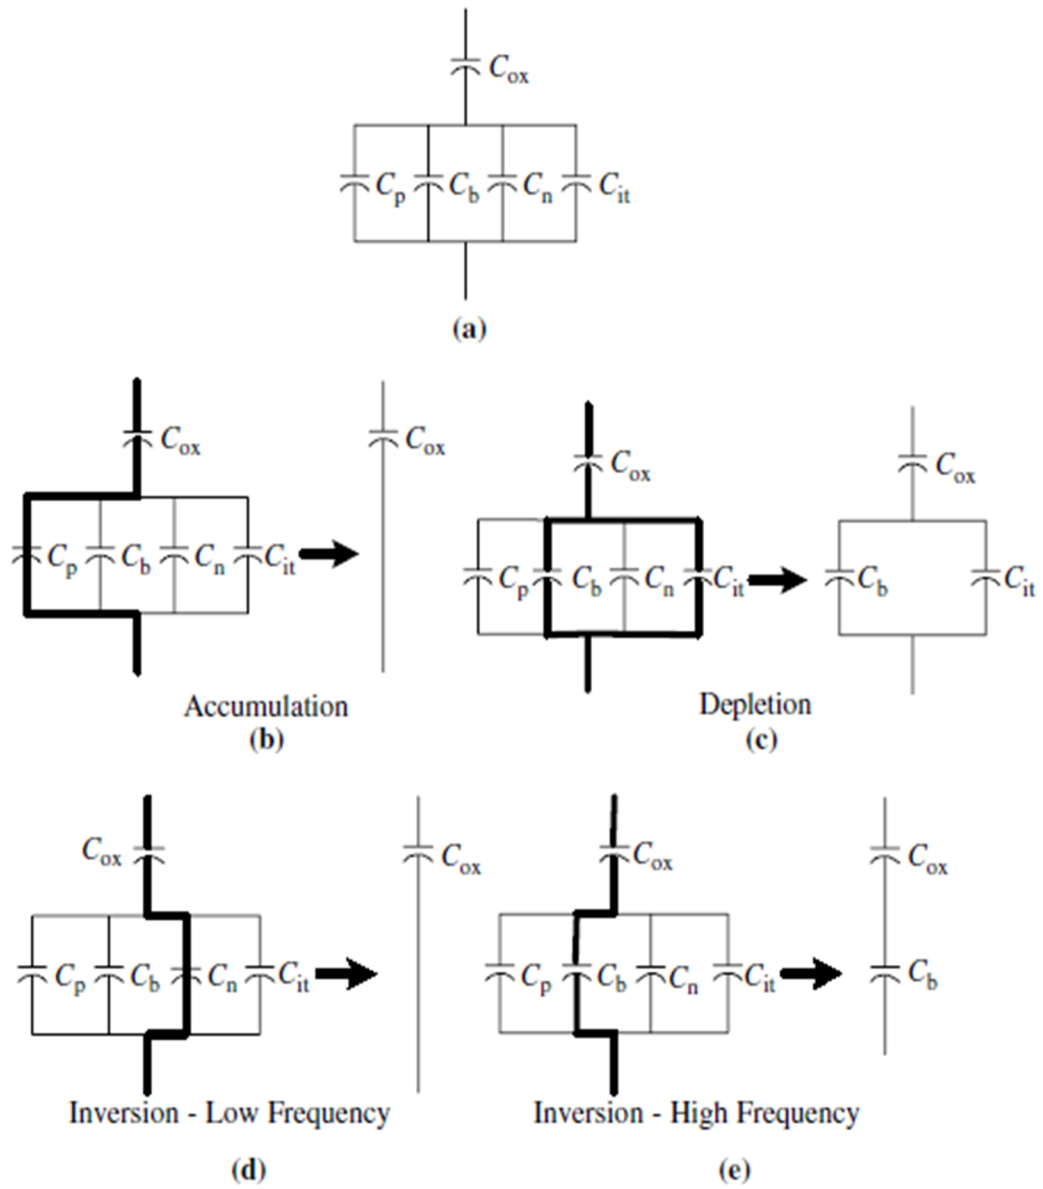 Cox
Cp Cb Cn Cit
(a)
Cox
Cp Cb Cn Cit
Cox
Accumulation
(b)
Cox
Cp Cb Cn Cit
Cox
Cb Cit
Depletion
(c)
Cox
Cp Cb Cn Cit
Cox
Inversion - Low Frequency
(d)
Cox
Cp Cb Cn Cit
Cox
Cb
Inversion - High Frequency
(e)